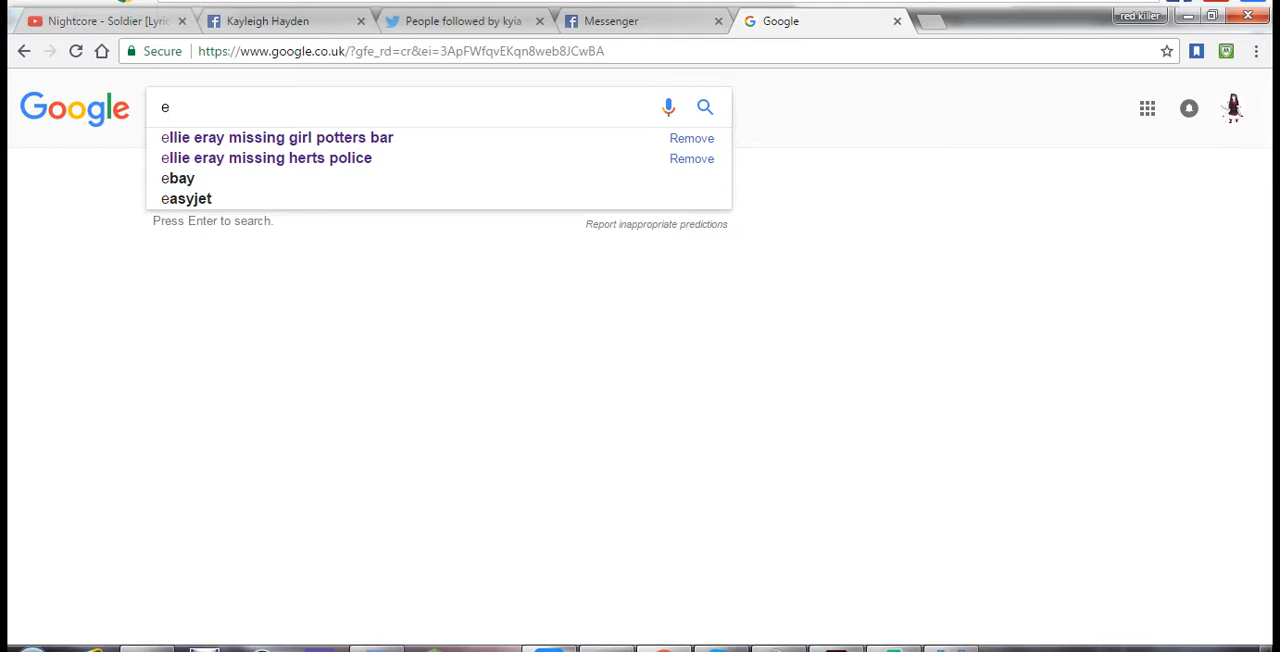 Nightcore - Soldier [Lyric
Kayleigh Hayden
People followed by kyia
Messenger
Google
red killer
Secure
https://www.google.co.uk/?gfe_rd=cr&ei=3ApFWfqvEKqn8web8JCwBA
Google
e
ellie eray missing girl potters bar
Remove
ellie eray missing herts police
Remove
ebay
easyjet
Press Enter to search.
Report inappropriate predictions